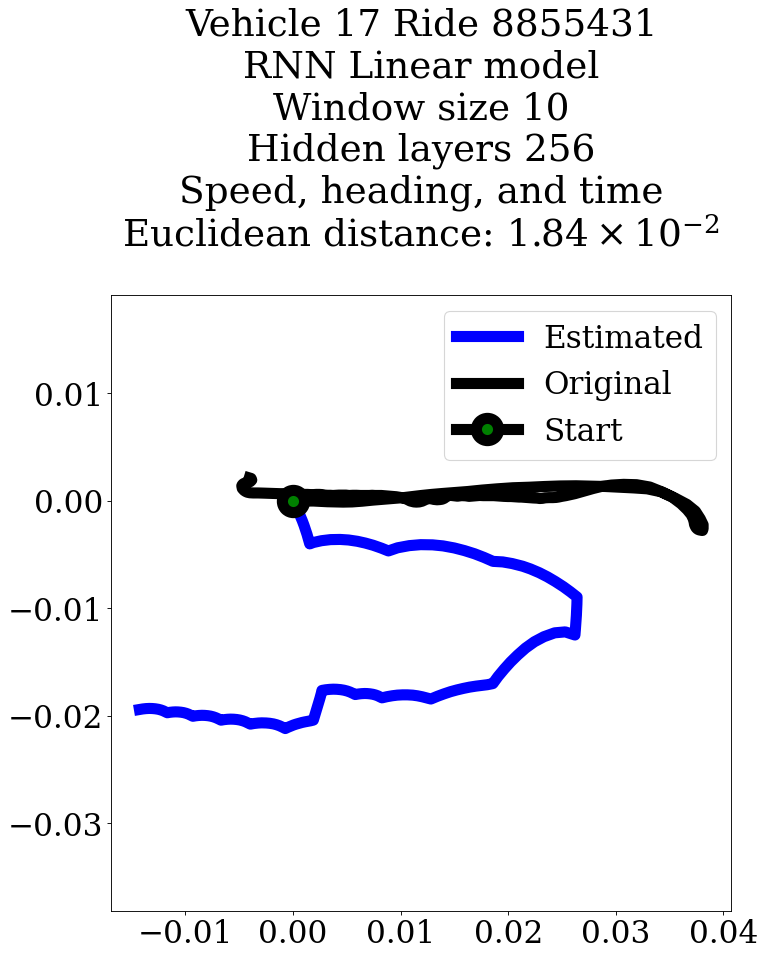 Vehicle 17 Ride 8855431
RNN Linear model
Window size 10
Hidden layers 256
Speed, heading, and time
Euclidean distance: 1.84 × 10⁻²
Estimated
Original
Start
0.01
0.00
−0.01
−0.02
−0.03
−0.01 0.00 0.01 0.02 0.03 0.04